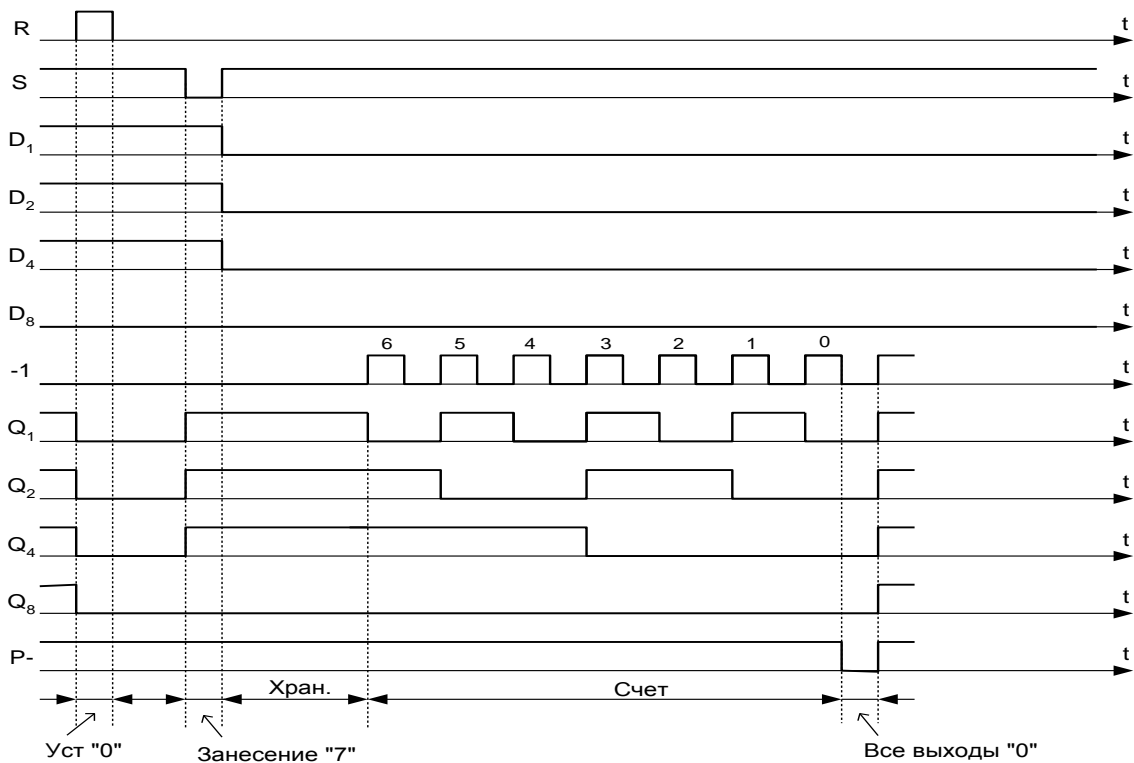 R t
S t
D1 t
D2 t
D4 t
D8 t
6 5 4 3 2 1 0
-1 t
Q1 t
Q2 t
Q4 t
Q8 t
P- t
Хран. Счет
Уст "0" Занесение "7" Все выходы "0"